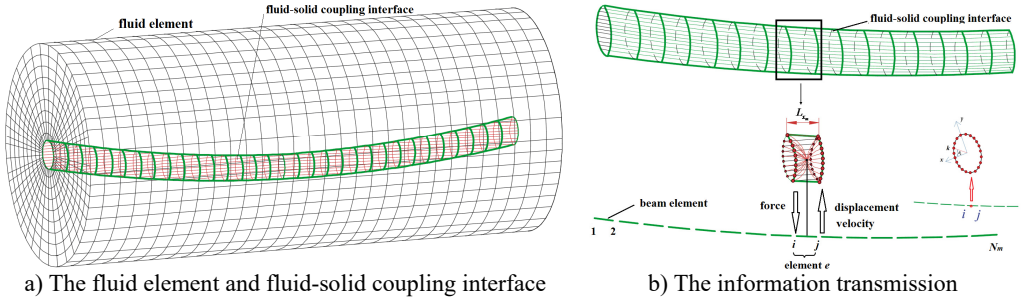 fluid element
fluid-solid coupling interface
a) The fluid element and fluid-solid coupling interface
fluid-solid coupling interface
y
k
x
force
displacement
velocity
beam element
1 2
i j
element e
i j
Nm
b) The information transmission